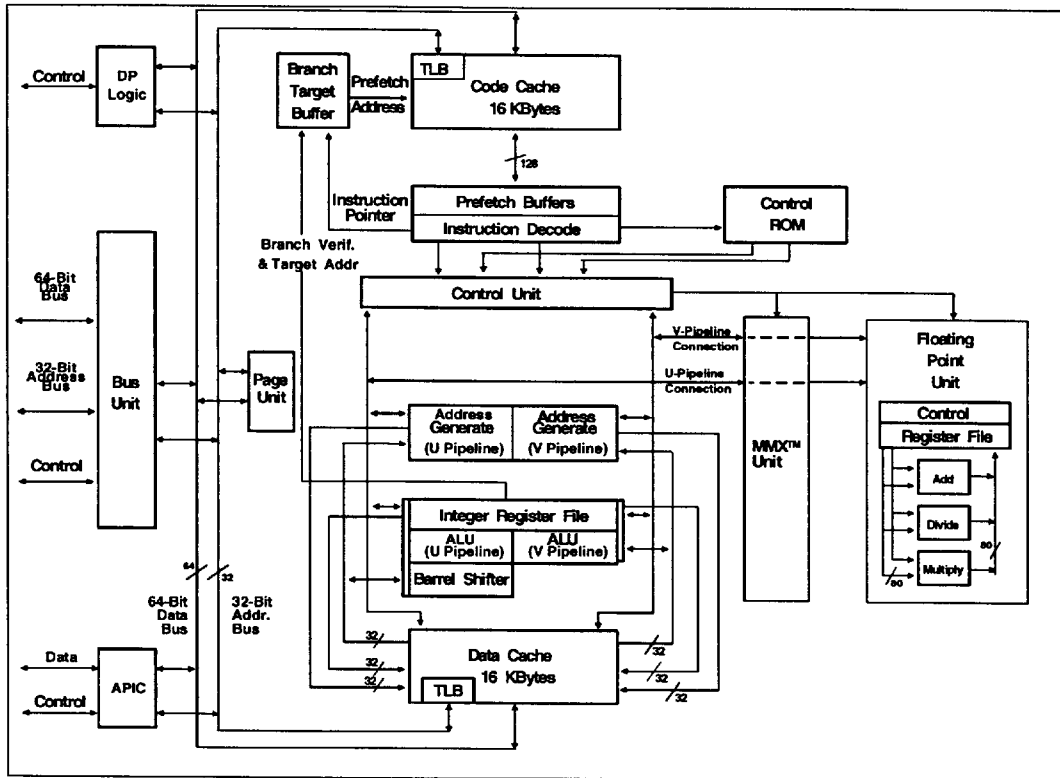 Control
DP
Logic
Branch
Target
Buffer
Prefetch
Address
TLB
Code Cache
16 KBytes
128
Instruction
Pointer
Prefetch Buffers
Instruction Decode
Control
ROM
Branch Verif.
& Target Addr
Control Unit
64-Bit
Data
Bus
32-Bit
Address
Bus
Control
Bus
Unit
Page
Unit
V-Pipeline
Connection
U-Pipeline
Connection
MMX™
Unit
Floating
Point
Unit
Control
Register File
Add
Divide
Multiply
80
80
Address
Generate
(U Pipeline)
Address
Generate
(V Pipeline)
Integer Register File
ALU
(U Pipeline)
ALU
(V Pipeline)
Barrel Shifter
64
32
64-Bit
Data
Bus
32-Bit
Addr.
Bus
32
32
32
32
32
32
Data Cache
16 KBytes
TLB
Data
Control
APIC